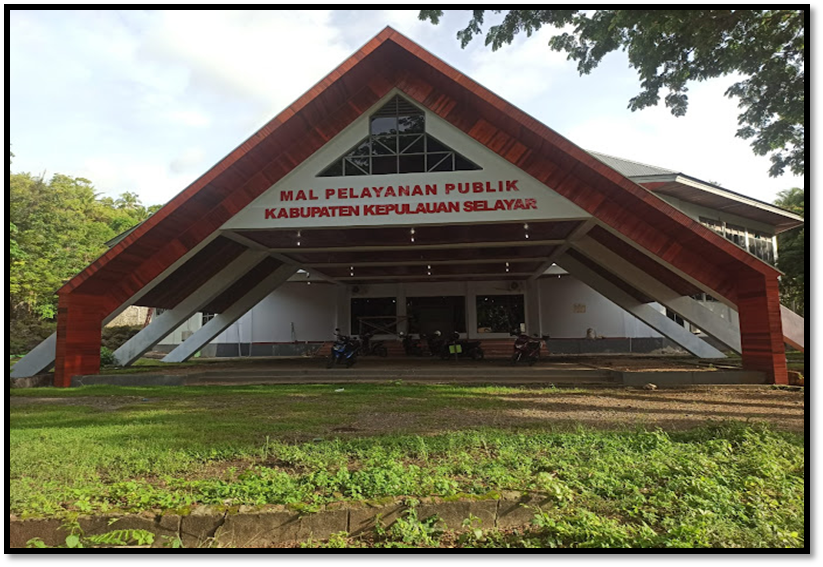 MAL PELAYANAN PUBLIK
KABUPATEN KEPULAUAN SELAYAR